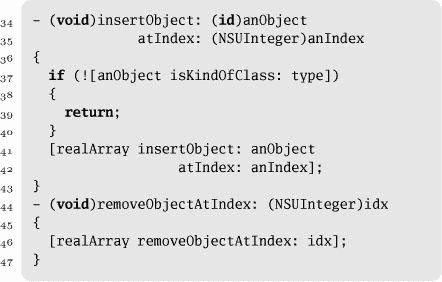 34 - (void)insertObject: (id)anObject
35 atIndex: (NSUInteger)anIndex
36 {
37 if (![anObject isKindOfClass: type])
38 {
39 return;
40 }
41 [realArray insertObject: anObject
42 atIndex: anIndex];
43 }
44 - (void)removeObjectAtIndex: (NSUInteger)idx
45 {
46 [realArray removeObjectAtIndex: idx];
47 }